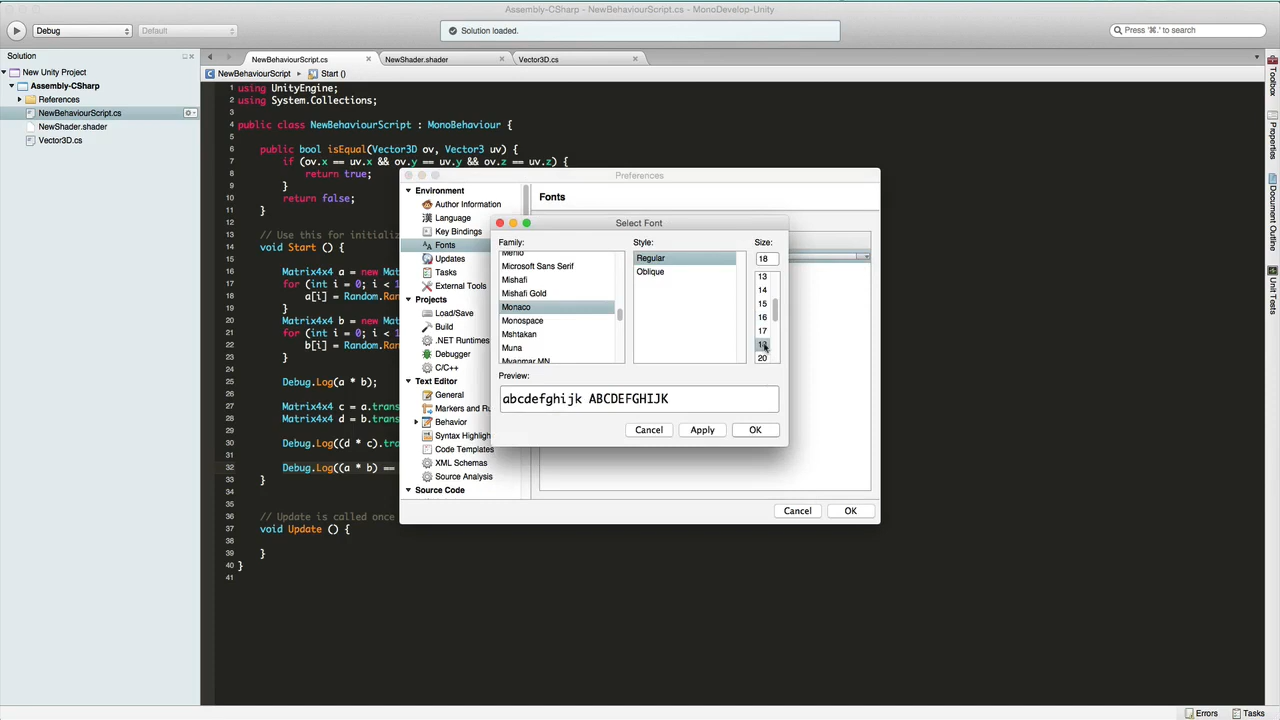 Assembly-CSharp - NewBehaviourScript.cs - MonoDevelop-Unity
Debug
Default
Solution loaded.
Press '⌘.' to search
Solution
New Unity Project
Assembly-CSharp
References
NewBehaviourScript.cs
NewShader.shader
Vector3D.cs
NewBehaviourScript.cs
NewShader.shader
Vector3D.cs
NewBehaviourScript
Start ()
1 using UnityEngine;
2 using System.Collections;
3
4 public class NewBehaviourScript : MonoBehaviour {
5
6 public bool isEqual(Vector3D ov, Vector3 uv) {
7 if (ov.x == uv.x && ov.y == uv.y && ov.z == uv.z) {
8 return true;
9 }
10 return false;
11 }
12
13 // Use this for initializ
14 void Start () {
15
16 Matrix4x4 a = new Mat
17 for (int i = 0; i < 1
18 a[i] = Random.Ran
19 }
20 Matrix4x4 b = new Mat
21 for (int i = 0; i < 1
22 b[i] = Random.Ran
23 }
24
25 Debug.Log(a * b);
26
27 Matrix4x4 c = a.trans
28 Matrix4x4 d = b.trans
29
30 Debug.Log((d * c).tra
31
32 Debug.Log((a * b) ==
33 }
34
35
36 // Update is called once
37 void Update () {
38
39 }
40 }
41
Preferences
Environment
Author Information
Language
Key Bindings
Fonts
Updates
Tasks
External Tools
Projects
Load/Save
Build
.NET Runtimes
Debugger
C/C++
Text Editor
General
Markers and Ru
Behavior
Syntax Highligh
Code Templates
XML Schemas
Source Analysis
Source Code
Fonts
Cancel
OK
Select Font
Family:
Style:
Size:
Menlo
Microsoft Sans Serif
Mishafi
Mishafi Gold
Monaco
Monospace
Mshtakan
Muna
Myanmar MN
Regular
Oblique
18
13
14
15
16
17
20
Preview:
abcdefghijk ABCDEFGHIJK
Cancel
Apply
OK
Toolbox
Properties
Document Outline
Unit Tests
Errors
Tasks